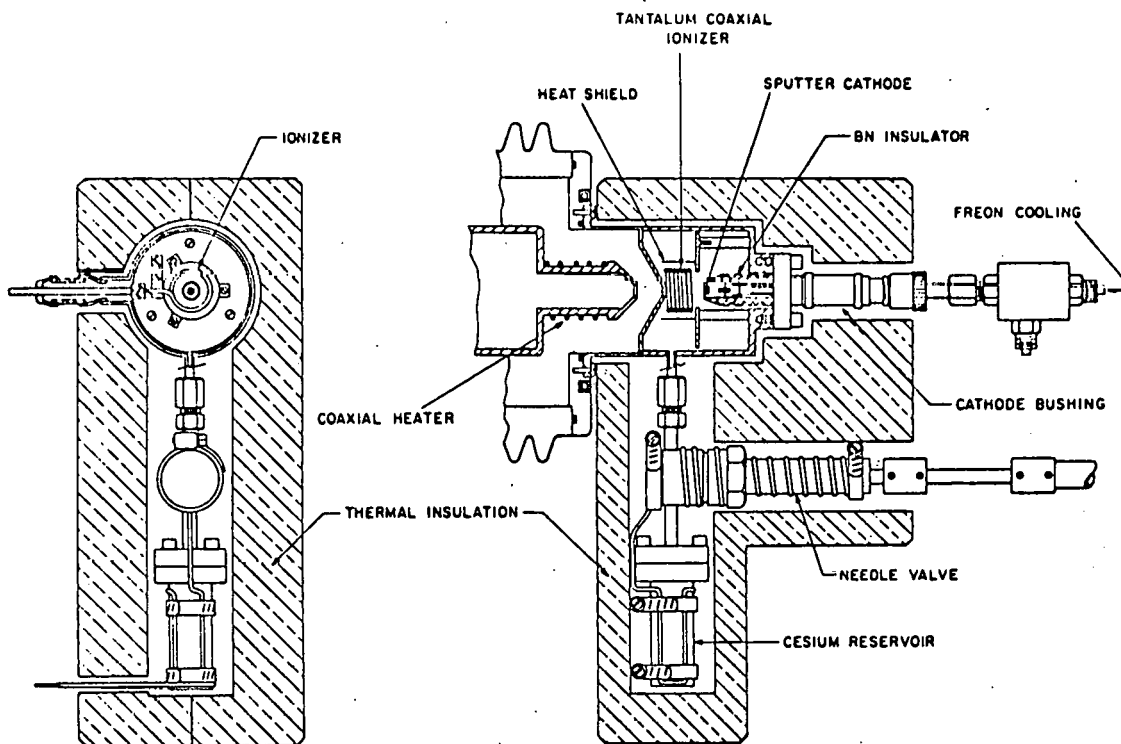 TANTALUM COAXIAL
IONIZER
HEAT SHIELD
SPUTTER CATHODE
IONIZER
BN INSULATOR
FREON COOLING
COAXIAL HEATER
CATHODE BUSHING
THERMAL INSULATION
NEEDLE VALVE
CESIUM RESERVOIR